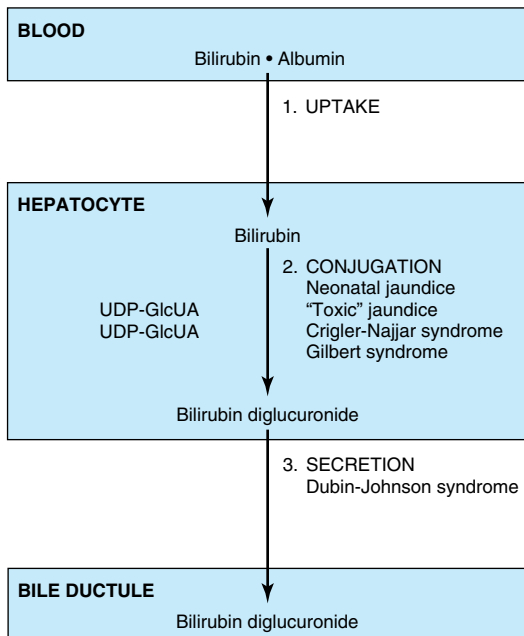 BLOOD
Bilirubin • Albumin
1. UPTAKE
HEPATOCYTE
Bilirubin
2. CONJUGATION
Neonatal jaundice
“Toxic” jaundice
Crigler-Najjar syndrome
Gilbert syndrome
UDP-GlcUA
UDP-GlcUA
Bilirubin diglucuronide
3. SECRETION
Dubin-Johnson syndrome
BILE DUCTULE
Bilirubin diglucuronide